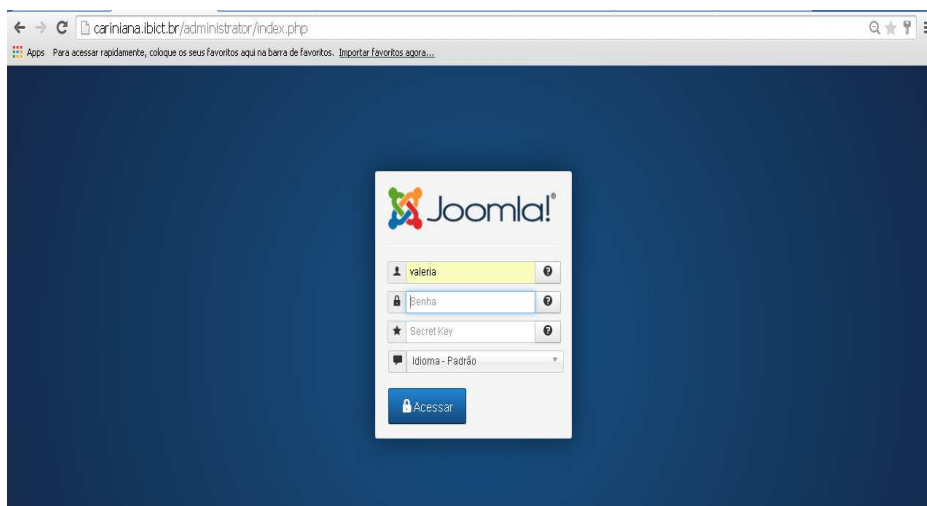 cariniana.ibict.br/administrator/index.php
Apps Para acessar rapidamente, coloque os seus favoritos aqui na barra de favoritos. Importar favoritos agora...
Joomla!®
valeria
Senha
Secret Key
Idioma - Padrão
Acessar